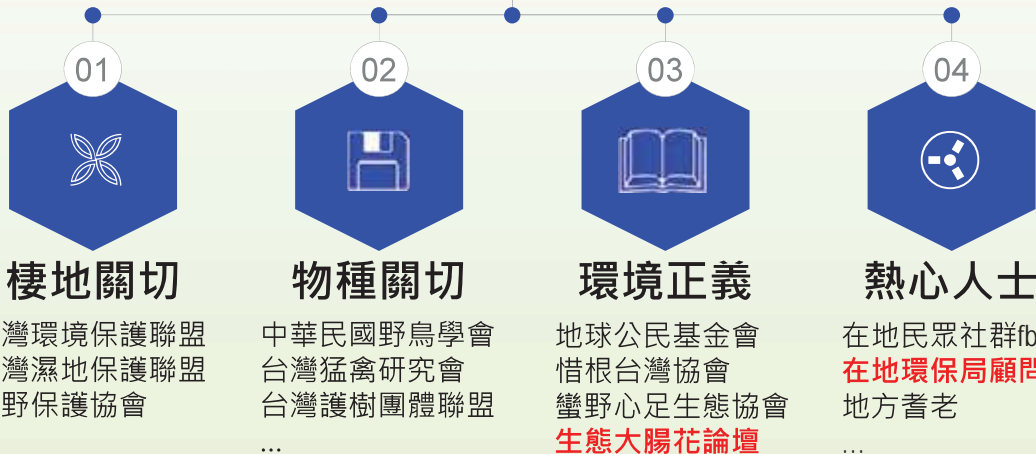 01
02
03
04
棲地關切
灣環境保護聯盟
灣濕地保護聯盟
野保護協會
物種關切
中華民國野鳥學會
台灣猛禽研究會
台灣護樹團體聯盟
...
環境正義
地球公民基金會
惜根台灣協會
蠻野心足生態協會
生態大腸花論壇
熱心人士
在地民眾社群fb
在地環保局顧問
地方耆老
...